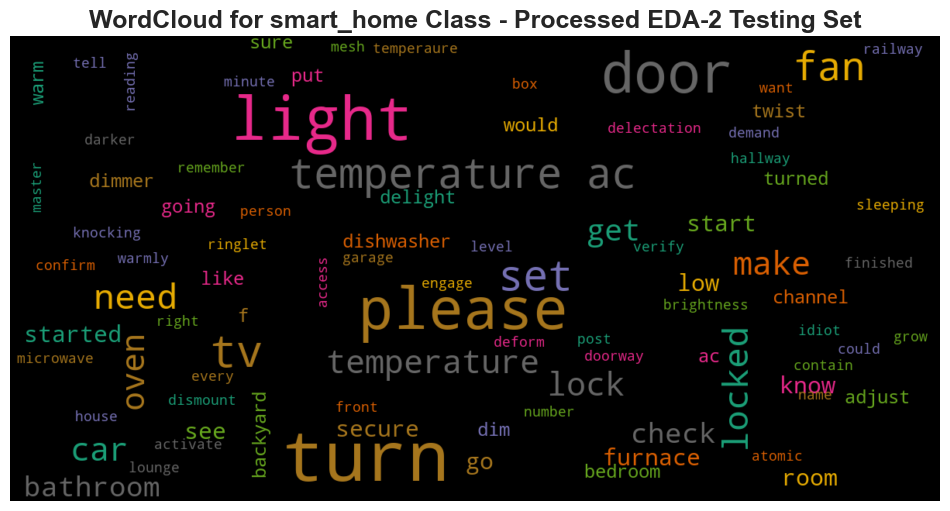 WordCloud for smart_home Class - Processed EDA-2 Testing Set
sure
mesh
temperaure
railway
tell
reading
warm
minute
put
box
door
fan
want
twist
light
would
delectation
demand
darker
temperature ac
hallway
turned
remember
master
dimmer
delight
going
person
sleeping
get
start
knocking
ringlet
dishwasher
level
verify
confirm
warmly
garage
access
like
engage
set
low
make
finished
need
please
brightness
channel
right
f
started
deform
post
idiot
could
grow
microwave
oven
tv
temperature
doorway
ac
locked
contain
every
lock
know
name
adjust
dismount
house
front
number
backyard
see
secure
dim
check
car
activate
turn
go
furnace
atomic
lounge
bedroom
room
bathroom